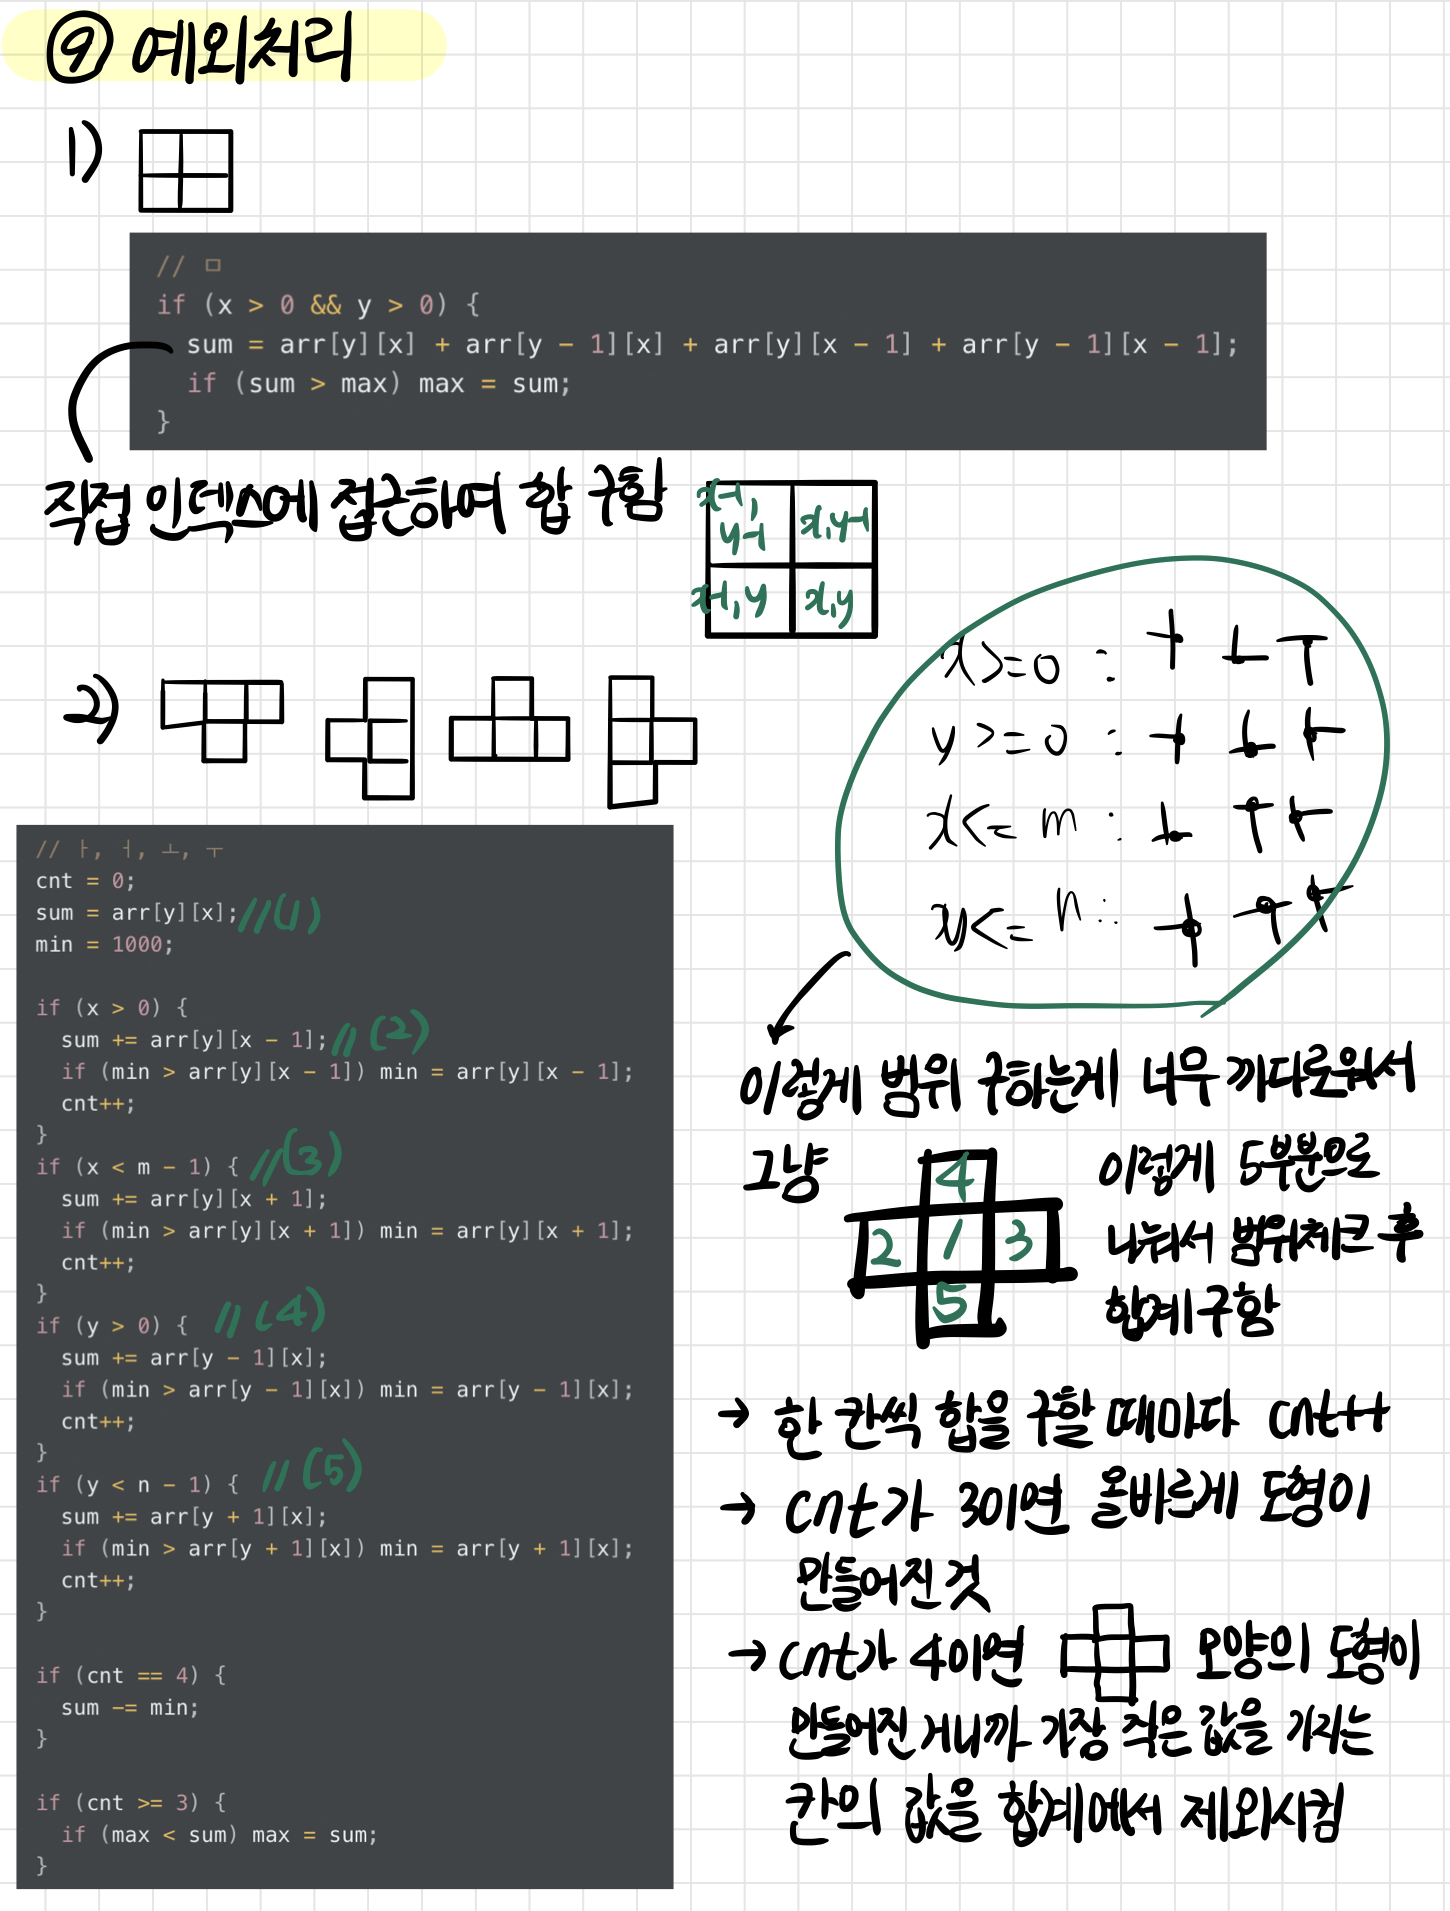 ⑨ 예외처리
1)
// ㅁ
if (x > 0 && y > 0) {
sum = arr[y][x] + arr[y - 1][x] + arr[y][x - 1] + arr[y - 1][x - 1];
if (sum > max) max = sum;
}
직접 인덱스에 접근하여 합 구함
x-1, y-1
x,y-1
x-1,y
x,y
2)
// ㅏ, ㅓ, ㅗ, ㅜ
cnt = 0;
sum = arr[y][x]; //(1)
min = 1000;
if (x > 0) {
sum += arr[y][x - 1]; // (2)
if (min > arr[y][x - 1]) min = arr[y][x - 1];
cnt++;
}
if (x < m - 1) { //(3)
sum += arr[y][x + 1];
if (min > arr[y][x + 1]) min = arr[y][x + 1];
cnt++;
}
if (y > 0) { // (4)
sum += arr[y - 1][x];
if (min > arr[y - 1][x]) min = arr[y - 1][x];
cnt++;
}
if (y < n - 1) { // (5)
sum += arr[y + 1][x];
if (min > arr[y + 1][x]) min = arr[y + 1][x];
cnt++;
}
if (cnt == 4) {
sum -= min;
}
if (cnt >= 3) {
if (max < sum) max = sum;
}
x>=0 : ㅓ ㅗ ㅜ
y>=0 : ㅓ ㅗ ㅏ
x<=m : ㅗ ㅜ ㅏ
y<=n : ㅓ ㅜ ㅏ
이렇게 범위 구하는게 너무 까다로워서
그냥
4
2 1 3
5
이렇게 5부분으로
나눠서 범위체크 후
합계구함
→ 한 칸씩 합을 구할 때마다 cnt++
→ cnt가 3이면 올바르게 도형이
만들어진 것
→ cnt가 4이면 모양의 도형이
만들어진 거니까 가장 작은 값을 가지는
칸의 값을 합계에서 제외시킴